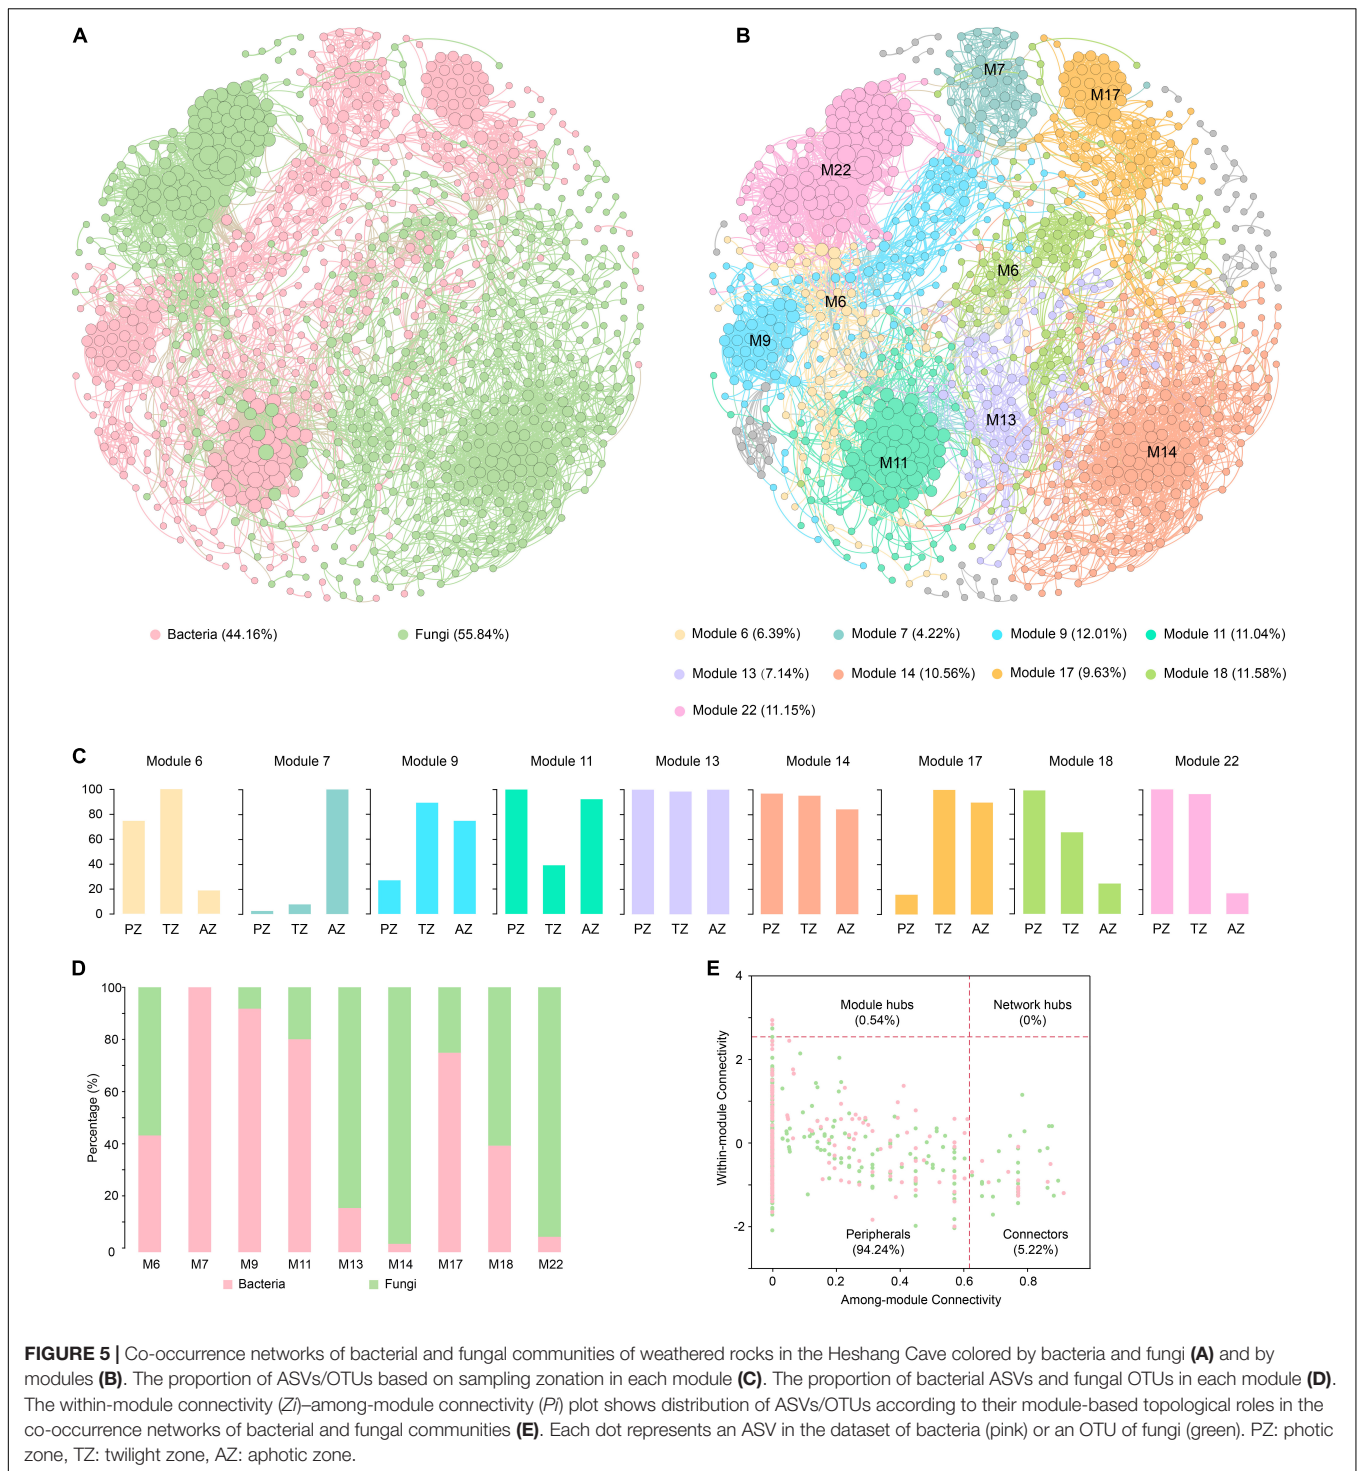 A
B
M7
M17
M22
M6
M6
M9
M13
M14
M11
Bacteria (44.16%)
Fungi (55.84%)
Module 6 (6.39%)
Module 7 (4.22%)
Module 9 (12.01%)
Module 11 (11.04%)
Module 13 (7.14%)
Module 14 (10.56%)
Module 17 (9.63%)
Module 18 (11.58%)
Module 22 (11.15%)
C
Module 6
Module 7
Module 9
Module 11
Module 13
Module 14
Module 17
Module 18
Module 22
100
80
60
40
20
0
PZ TZ AZ
PZ TZ AZ
PZ TZ AZ
PZ TZ AZ
PZ TZ AZ
PZ TZ AZ
PZ TZ AZ
PZ TZ AZ
PZ TZ AZ
D
Percentage (%)
100
80
60
40
20
0
M6 M7 M9 M11 M13 M14 M17 M18 M22
Bacteria
Fungi
E
Within-module Connectivity
4
2
0
-2
Module hubs
(0.54%)
Network hubs
(0%)
Peripherals
(94.24%)
Connectors
(5.22%)
0 0.2 0.4 0.6 0.8
Among-module Connectivity
FIGURE 5 | Co-occurrence networks of bacterial and fungal communities of weathered rocks in the Heshang Cave colored by bacteria and fungi (A) and by
modules (B). The proportion of ASVs/OTUs based on sampling zonation in each module (C). The proportion of bacterial ASVs and fungal OTUs in each module (D).
The within-module connectivity (Zi)–among-module connectivity (Pi) plot shows distribution of ASVs/OTUs according to their module-based topological roles in the
co-occurrence networks of bacterial and fungal communities (E). Each dot represents an ASV in the dataset of bacteria (pink) or an OTU of fungi (green). PZ: photic
zone, TZ: twilight zone, AZ: aphotic zone.